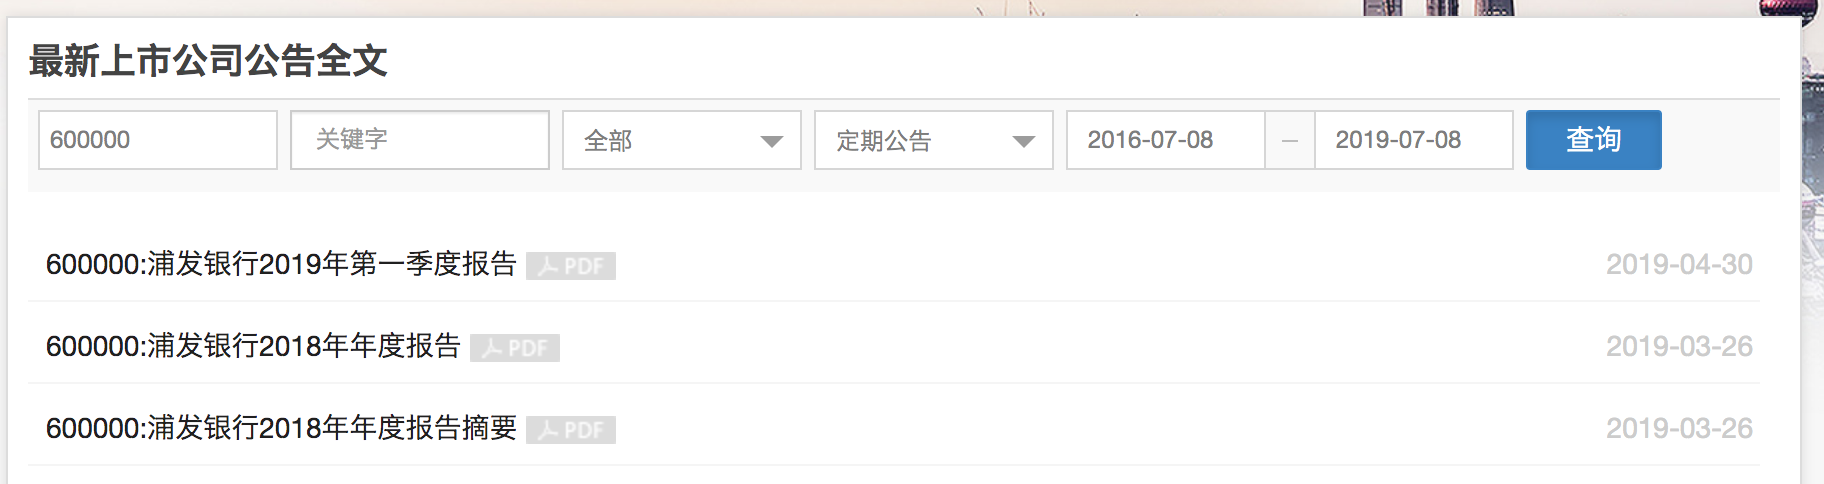 最新上市公司公告全文
600000 关键字 全部 定期公告 2016-07-08 — 2019-07-08 查询
600000:浦发银行2019年第一季度报告 PDF 2019-04-30
600000:浦发银行2018年年度报告 PDF 2019-03-26
600000:浦发银行2018年年度报告摘要 PDF 2019-03-26